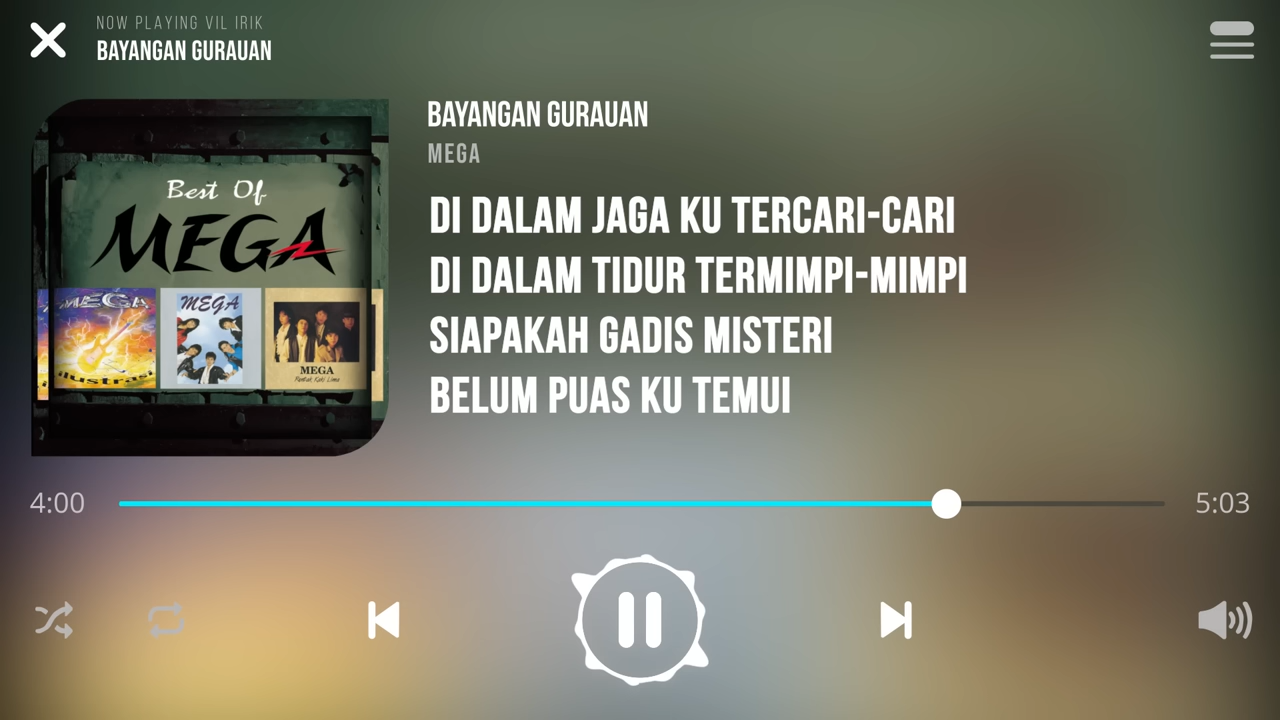 NOW PLAYING VIL IRIK
BAYANGAN GURAUAN
BAYANGAN GURAUAN
MEGA
Best Of
MEGA
MEGA
ilustrasi
MEGA
MEGA
DI DALAM JAGA KU TERCARI-CARI
DI DALAM TIDUR TERMIMPI-MIMPI
SIAPAKAH GADIS MISTERI
BELUM PUAS KU TEMUI
4:00
5:03